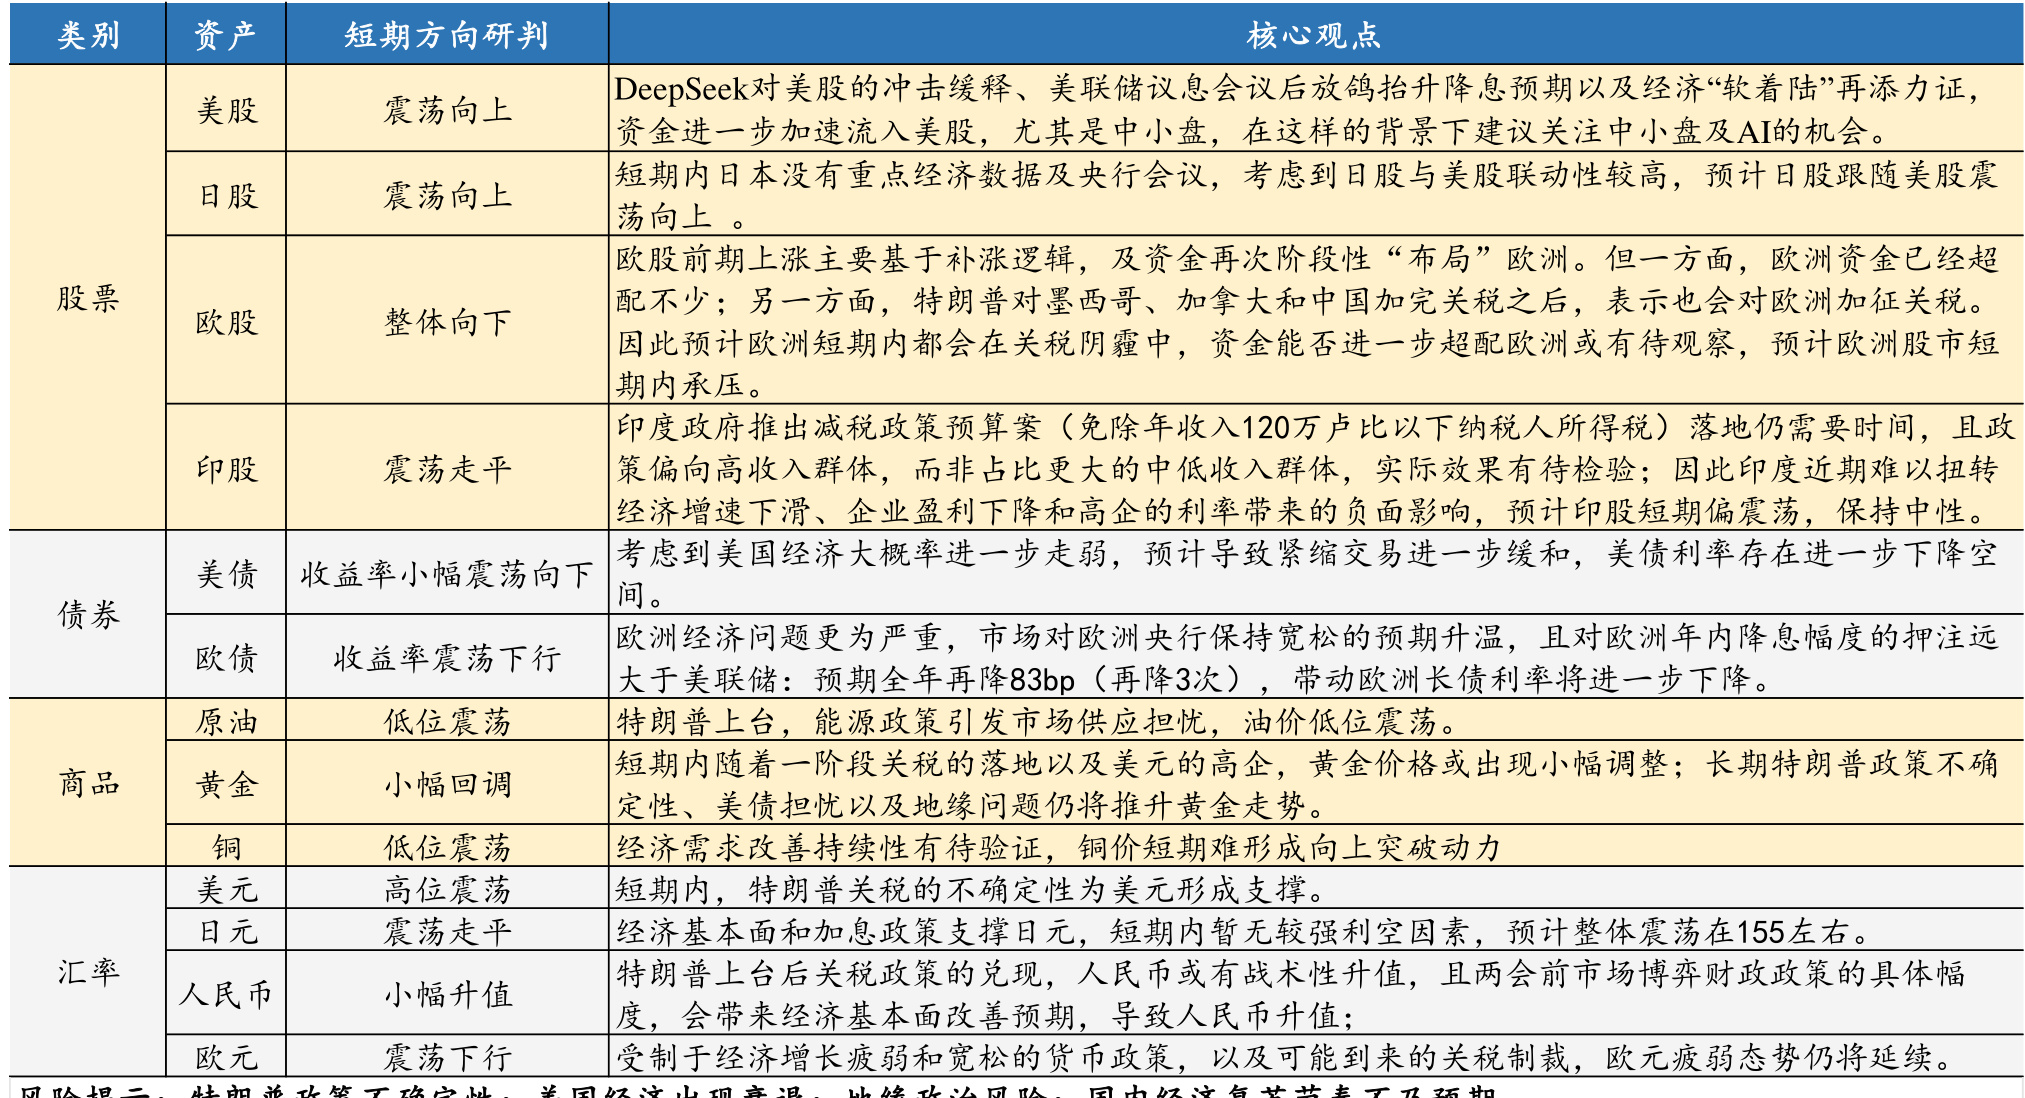 类别 资产 短期方向研判 核心观点
股票
美股 震荡向上
DeepSeek对美股的冲击缓释、美联储议息会议后放鸽抬升降息预期以及经济“软着陆”再添力证，
资金进一步加速流入美股，尤其是中小盘，在这样的背景下建议关注中小盘及AI的机会。
日股 震荡向上
短期内日本没有重点经济数据及央行会议，考虑到日股与美股联动性较高，预计日股跟随美股震
荡向上 。
欧股 整体向下
欧股前期上涨主要基于补涨逻辑，及资金再次阶段性“布局”欧洲。但一方面，欧洲资金已经超
配不少；另一方面，特朗普对墨西哥、加拿大和中国加完关税之后，表示也会对欧洲加征关税。
因此预计欧洲短期内都会在关税阴霾中，资金能否进一步超配欧洲或有待观察，预计欧洲股市短
期内承压。
印股 震荡走平
印度政府推出减税政策预算案（免除年收入120万卢比以下纳税人所得税）落地仍需要时间，且政
策偏向高收入群体，而非占比更大的中低收入群体，实际效果有待检验；因此印度近期难以扭转
经济增速下滑、企业盈利下降和高企的利率带来的负面影响，预计印股短期偏震荡，保持中性。
债券
美债 收益率小幅震荡向下
考虑到美国经济大概率进一步走弱，预计导致紧缩交易进一步缓和，美债利率存在进一步下降空
间。
欧债 收益率震荡下行
欧洲经济问题更为严重，市场对欧洲央行保持宽松的预期升温，且对欧洲年内降息幅度的押注远
大于美联储：预期全年再降83bp（再降3次），带动欧洲长债利率将进一步下降。
商品
原油 低位震荡 特朗普上台，能源政策引发市场供应担忧，油价低位震荡。
黄金 小幅回调
短期内随着一阶段关税的落地以及美元的高企，黄金价格或出现小幅调整；长期特朗普政策不确
定性、美债担忧以及地缘问题仍将推升黄金走势。
铜 低位震荡 经济需求改善持续性有待验证，铜价短期难形成向上突破动力
汇率
美元 高位震荡 短期内，特朗普关税的不确定性为美元形成支撑。
日元 震荡走平 经济基本面和加息政策支撑日元，短期内暂无较强利空因素，预计整体震荡在155左右。
人民币 小幅升值
特朗普上台后关税政策的兑现，人民币或有战术性升值，且两会前市场博弈财政政策的具体幅
度，会带来经济基本面改善预期，导致人民币升值；
欧元 震荡下行 受制于经济增长疲弱和宽松的货币政策，以及可能到来的关税制裁，欧元疲弱态势仍将延续。
风险提示：特朗普政策不确定性；美国经济出现衰退；地缘政治风险；国内经济复苏节奏不及预期